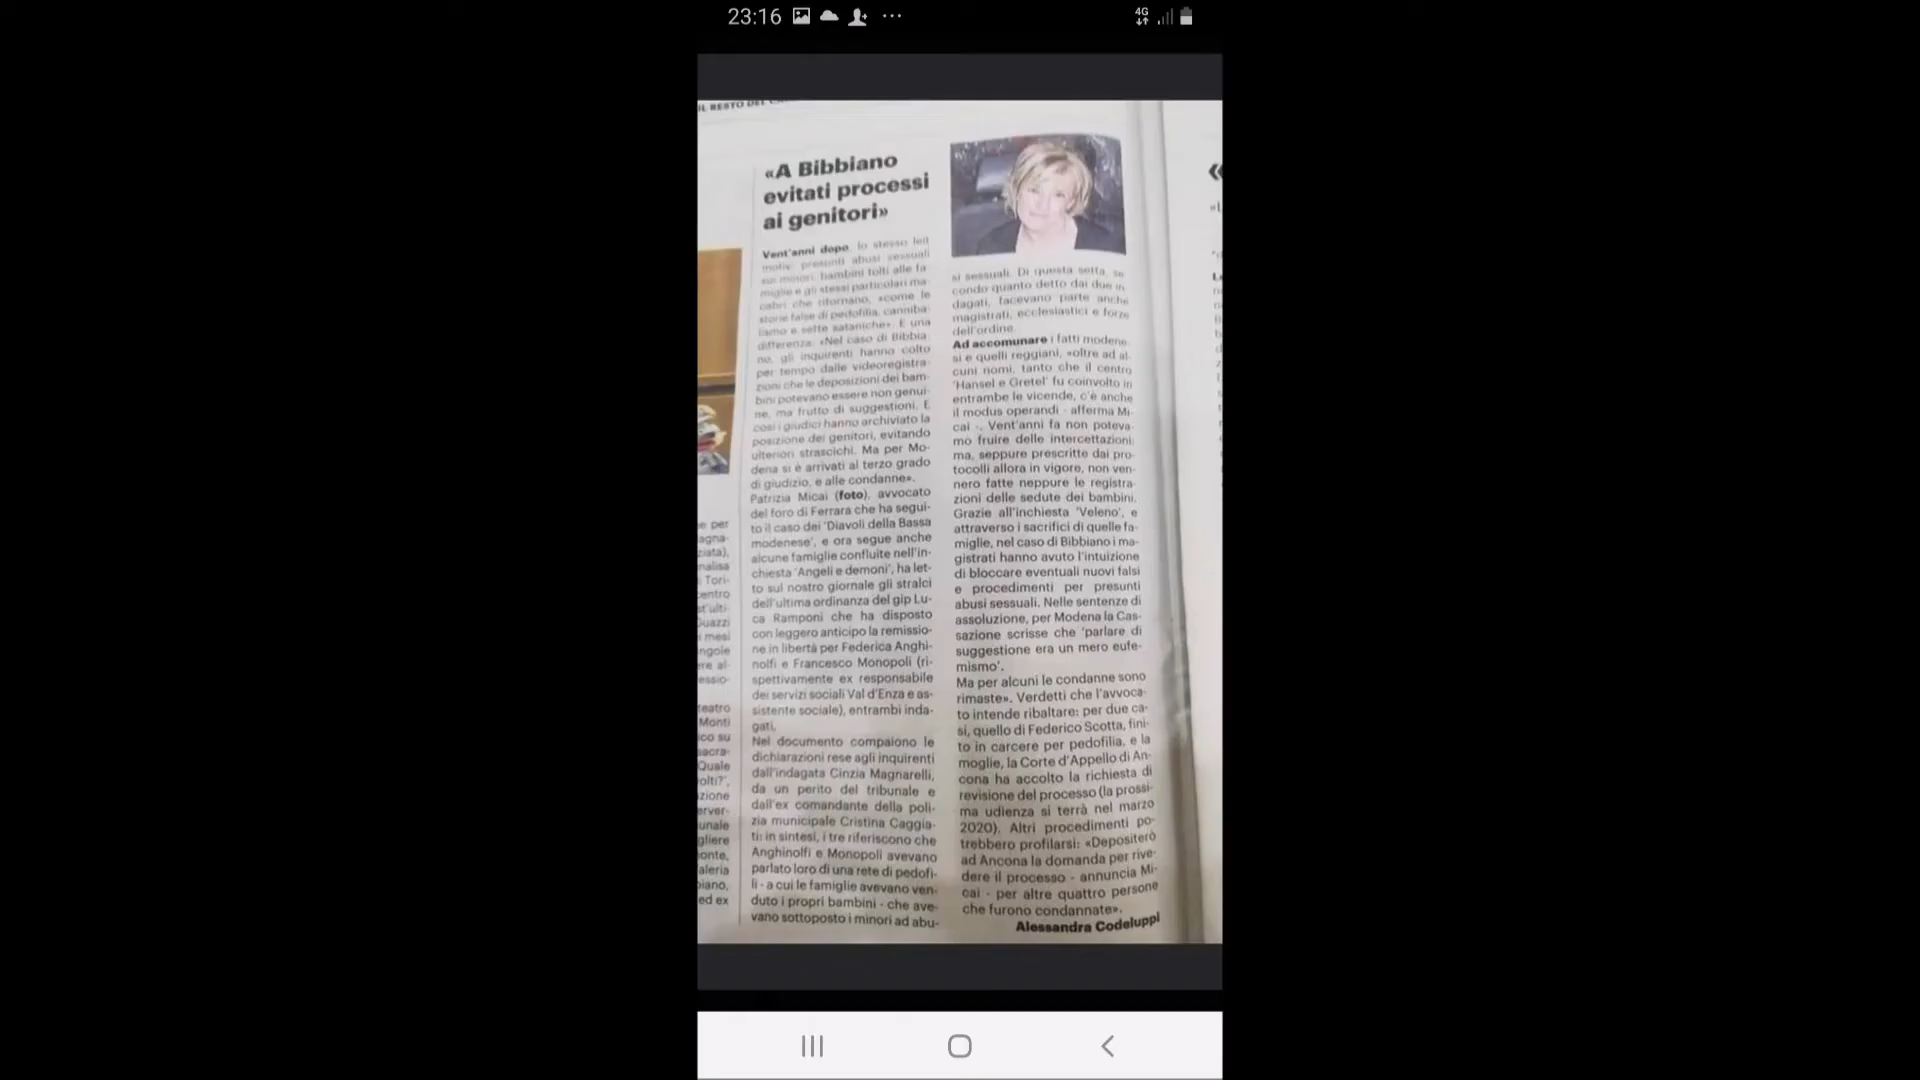 23:16
4G
IL RESTO DEL
«A Bibbiano
evitati processi
ai genitori»
Vent'anni dopo, lo stesso leit
motiv: presunti abusi sessuali
sui minori, bambini tolti alle fa-
miglie e gli stessi particolari ma-
cabri che ritornano, «come le
storie false di pedofilia, canniba-
lismo e sette sataniche». E una
differenza: «Nel caso di Bibbia-
no, gli inquirenti hanno colto
per tempo dalle videoregistra-
zioni che le deposizioni dei bam-
bini potevano essere non genui-
ne, ma frutto di suggestioni. E
così i giudici hanno archiviato la
posizione dei genitori, evitando
ulteriori strascichi. Ma per Mo-
dena si è arrivati al terzo grado
di giudizio, e alle condanne».
Patrizia Micai (foto), avvocato
del foro di Ferrara che ha segui-
to il caso dei 'Diavoli della Bassa
modenese', e ora segue anche
alcune famiglie confluite nell'in-
chiesta 'Angeli e demoni', ha let-
to sul nostro giornale gli stralci
dell'ultima ordinanza del gip Lu-
ca Ramponi che ha disposto
con leggero anticipo la remissio-
ne in libertà per Federica Anghi-
nolfi e Francesco Monopoli (ri-
spettivamente ex responsabile
dei servizi sociali Val d'Enza e as-
sistente sociale), entrambi inda-
gati.
Nel documento compaiono le
dichiarazioni rese agli inquirenti
dall'indagata Cinzia Magnarelli,
da un perito del tribunale e
dall'ex comandante della poli-
zia municipale Cristina Caggia-
ti: in sintesi, i tre riferiscono che
Anghinolfi e Monopoli avevano
parlato loro di una rete di pedofi-
li - a cui le famiglie avevano ven-
duto i propri bambini - che ave-
vano sottoposto i minori ad abu-
si sessuali. Di questa setta, se-
condo quanto detto dai due in-
dagati, facevano parte anche
magistrati, ecclesiastici e forze
dell'ordine.
Ad accomunare i fatti modene-
si e quelli reggiani, «oltre ad al-
cuni nomi, tanto che il centro
'Hansel e Gretel' fu coinvolto in
entrambe le vicende, c'è anche
il modus operandi - afferma Mi-
cai -. Vent'anni fa non poteva-
mo fruire delle intercettazioni
ma, seppure prescritte dai pro-
tocolli allora in vigore, non ven-
nero fatte neppure le registra-
zioni delle sedute dei bambini.
Grazie all'inchiesta 'Veleno', e
attraverso i sacrifici di quelle fa-
miglie, nel caso di Bibbiano i ma-
gistrati hanno avuto l'intuizione
di bloccare eventuali nuovi falsi
e procedimenti per presunti
abusi sessuali. Nelle sentenze di
assoluzione, per Modena la Cas-
sazione scrisse che 'parlare di
suggestione era un mero eufe-
mismo'.
Ma per alcuni le condanne sono
rimaste». Verdetti che l'avvoca-
to intende ribaltare: per due ca-
si, quello di Federico Scotta, fini-
to in carcere per pedofilia, e la
moglie, la Corte d'Appello di An-
cona ha accolto la richiesta di
revisione del processo (la prossi-
ma udienza si terrà nel marzo
2020). Altri procedimenti po-
trebbero profilarsi: «Depositerò
ad Ancona la domanda per rive-
dere il processo - annuncia Mi-
cai - per altre quattro persone
che furono condannate».
Alessandra Codeluppi